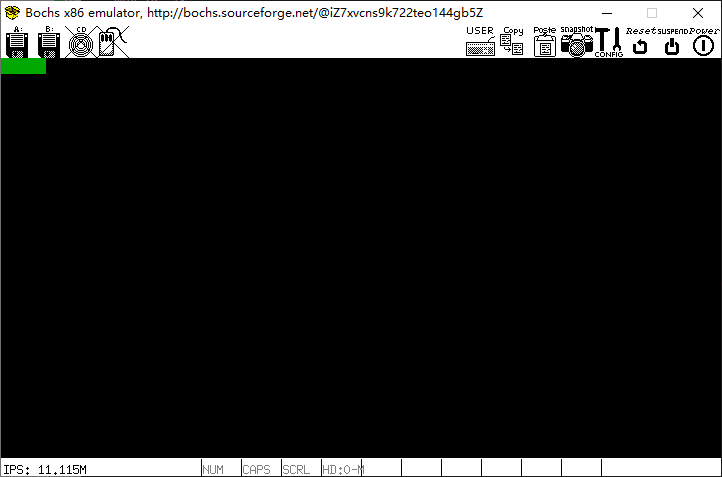 Bochs x86 emulator, http://bochs.sourceforge.net/@iZ7xvcns9k722teo144gb5Z
A: B: CD USER Copy Paste snapshot CONFIG Reset SUSPEND Power
IPS: 11.115M NUM CAPS SCRL HD:0-M